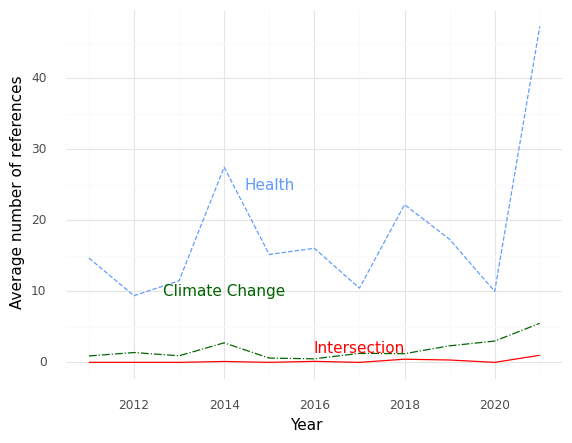 Average number of references
40
30
20
10
0
Health
Climate Change
Intersection
2012 2014 2016 2018 2020
Year